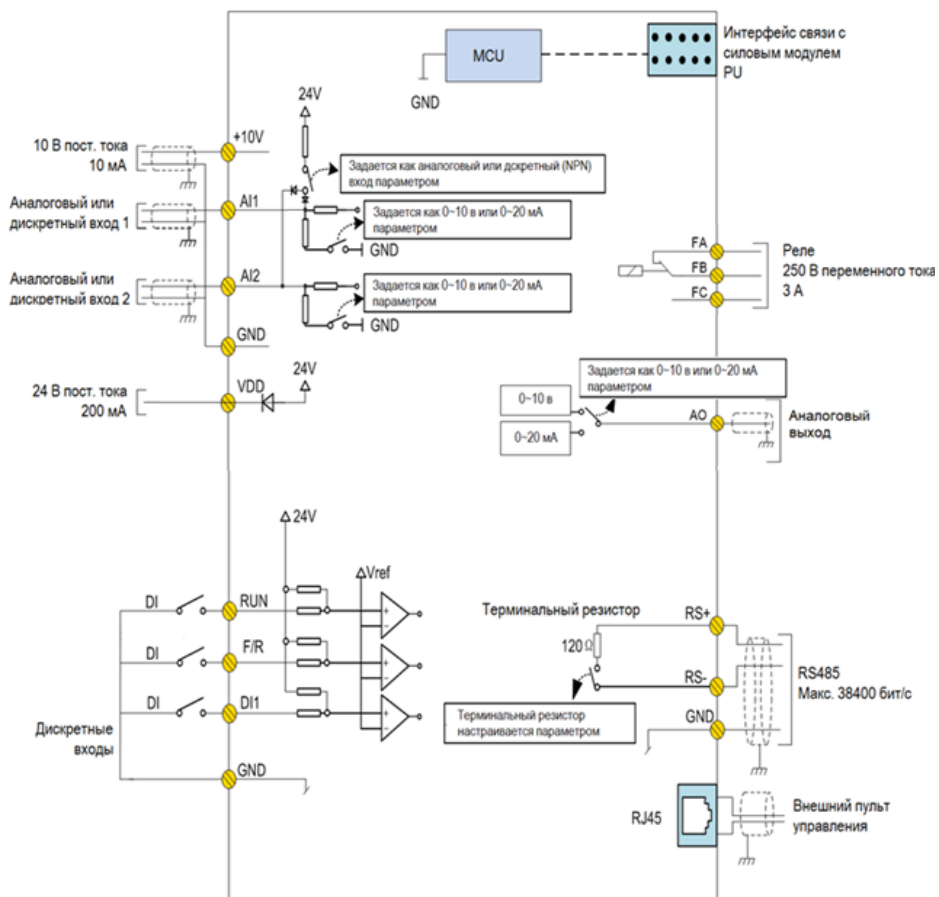 MCU
GND
Интерфейс связи с
силовым модулем
PU
24V
10 В пост. тока
10 мА
+10V
Задается как аналоговый или дскретный (NPN)
вход параметром
Аналоговый или
дискретный вход 1
AI1
Задается как 0~10 в или 0~20 мА
параметром
GND
Аналоговый или
дискретный вход 2
AI2
Задается как 0~10 в или 0~20 мА
параметром
GND
GND
FA
FB
FC
Реле
250 В переменного тока
3 А
24 В пост. тока
200 мА
VDD
24V
Задается как 0~10 в или 0~20 мА
параметром
0~10 в
0~20 мА
AO
Аналоговый
выход
24V
Vref
DI
RUN
DI
F/R
DI
DI1
Дискретные
входы
GND
Терминальный резистор
120 Ω
RS+
RS-
GND
RS485
Макс. 38400 бит/с
Терминальный резистор
настраивается параметром
RJ45
Внешний пульт
управления